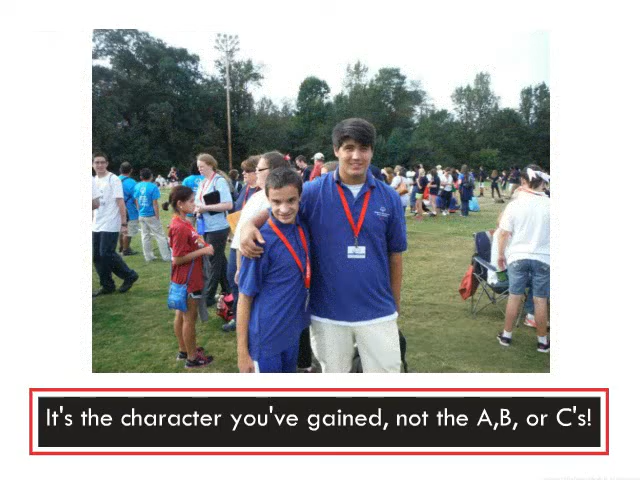 It's the character you've gained, not the A,B, or C's!